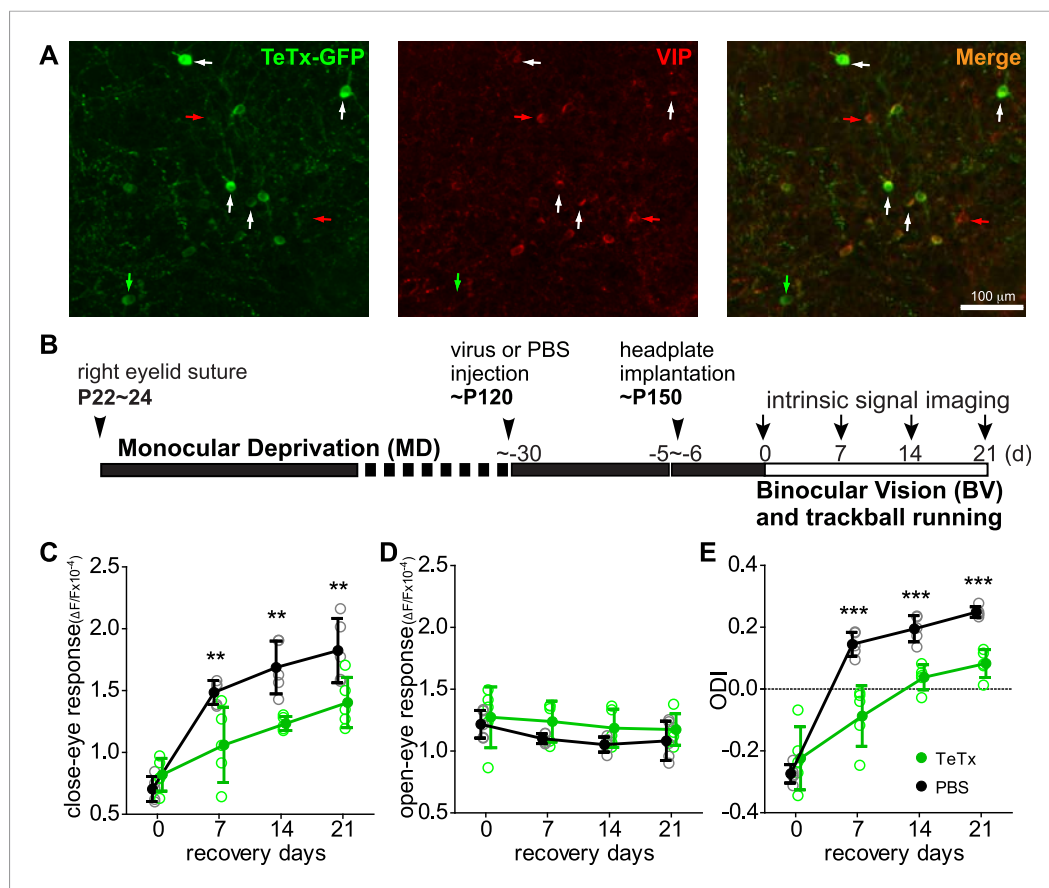 A
TeTx-GFP
VIP
Merge
100 μm
B
right eyelid suture
P22~24
virus or PBS
injection
~P120
headplate
implantation
~P150
intrinsic signal imaging
Monocular Deprivation (MD)
~-30
-5~-6
0
7
14
21 (d)
Binocular Vision (BV)
and trackball running
C
close-eye response(ΔF/Fx10-4)
2.5
2.0
1.5
1.0
0.5
**
**
**
0
7
14
21
recovery days
D
open-eye response(ΔF/Fx10-4)
2.5
2.0
1.5
1.0
0.5
0
7
14
21
recovery days
E
ODI
0.4
0.2
0.0
-0.2
-0.4
***
***
***
TeTx
PBS
0
7
14
21
recovery days